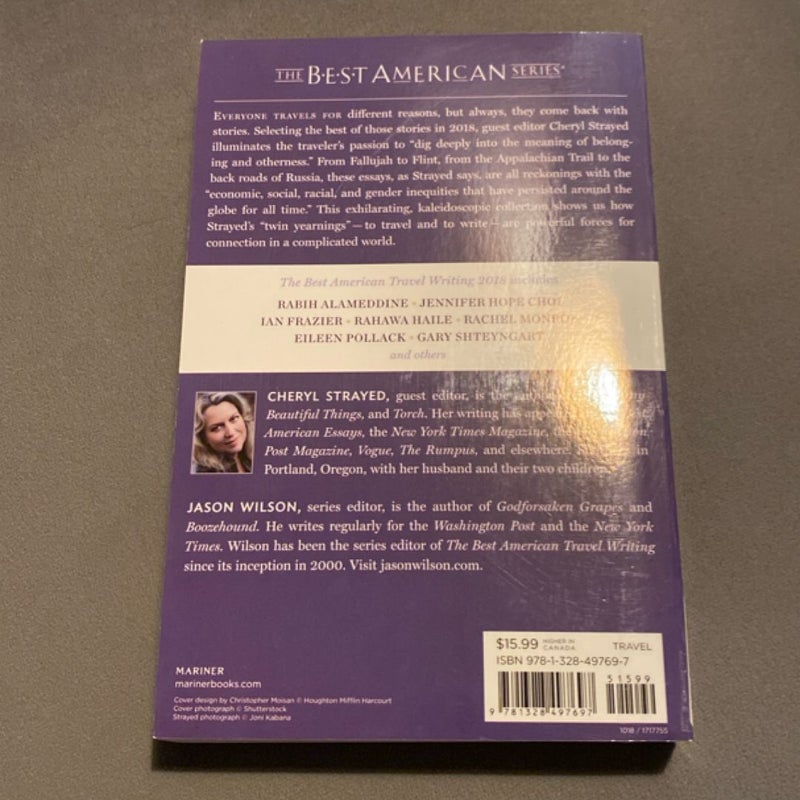 THE BEST AMERICAN SERIES®
EVERYONE TRAVELS FOR different reasons, but always, they come back with
stories. Selecting the best of those stories in 2018, guest editor Cheryl Strayed
illuminates the traveler's passion to "dig deeply into the meaning of belong-
ing and otherness." From Fallujah to Flint, from the Appalachian Trail to the
back roads of Russia, these essays, as Strayed says, are all reckonings with the
"economic, social, racial, and gender inequities that have persisted around the
globe for all time." This exhilarating, kaleidoscopic collection shows us how
Strayed's "twin yearnings"—to travel and to write—are powerful forces for
connection in a complicated world.
The Best American Travel Writing 2018 includes
RABIH ALAMEDDINE • JENNIFER HOPE CHOI
IAN FRAZIER • RAHAWA HAILE • RACHEL MONROE
EILEEN POLLACK • GARY SHTEYNGART
and others
CHERYL STRAYED, guest editor, is the
Beautiful Things, and Torch. Her writing has
American Essays, the New York Times Magazine,
Post Magazine, Vogue, The Rumpus, and elsewhere. in
Portland, Oregon, with her husband and their two children.
JASON WILSON, series editor, is the author of Godforsaken Grapes and
Boozehound. He writes regularly for the Washington Post and the New York
Times. Wilson has been the series editor of The Best American Travel Writing
since its inception in 2000. Visit jasonwilson.com.
$15.99 HIGHER IN CANADA TRAVEL
ISBN 978-1-328-49769-7
51599
9 781328 497697
MARINER
marinerbooks.com
Cover design by Christopher Moisan © Houghton Mifflin Harcourt
Cover photograph © Shutterstock
Strayed photograph © Joni Kabana
1018 / 1717755